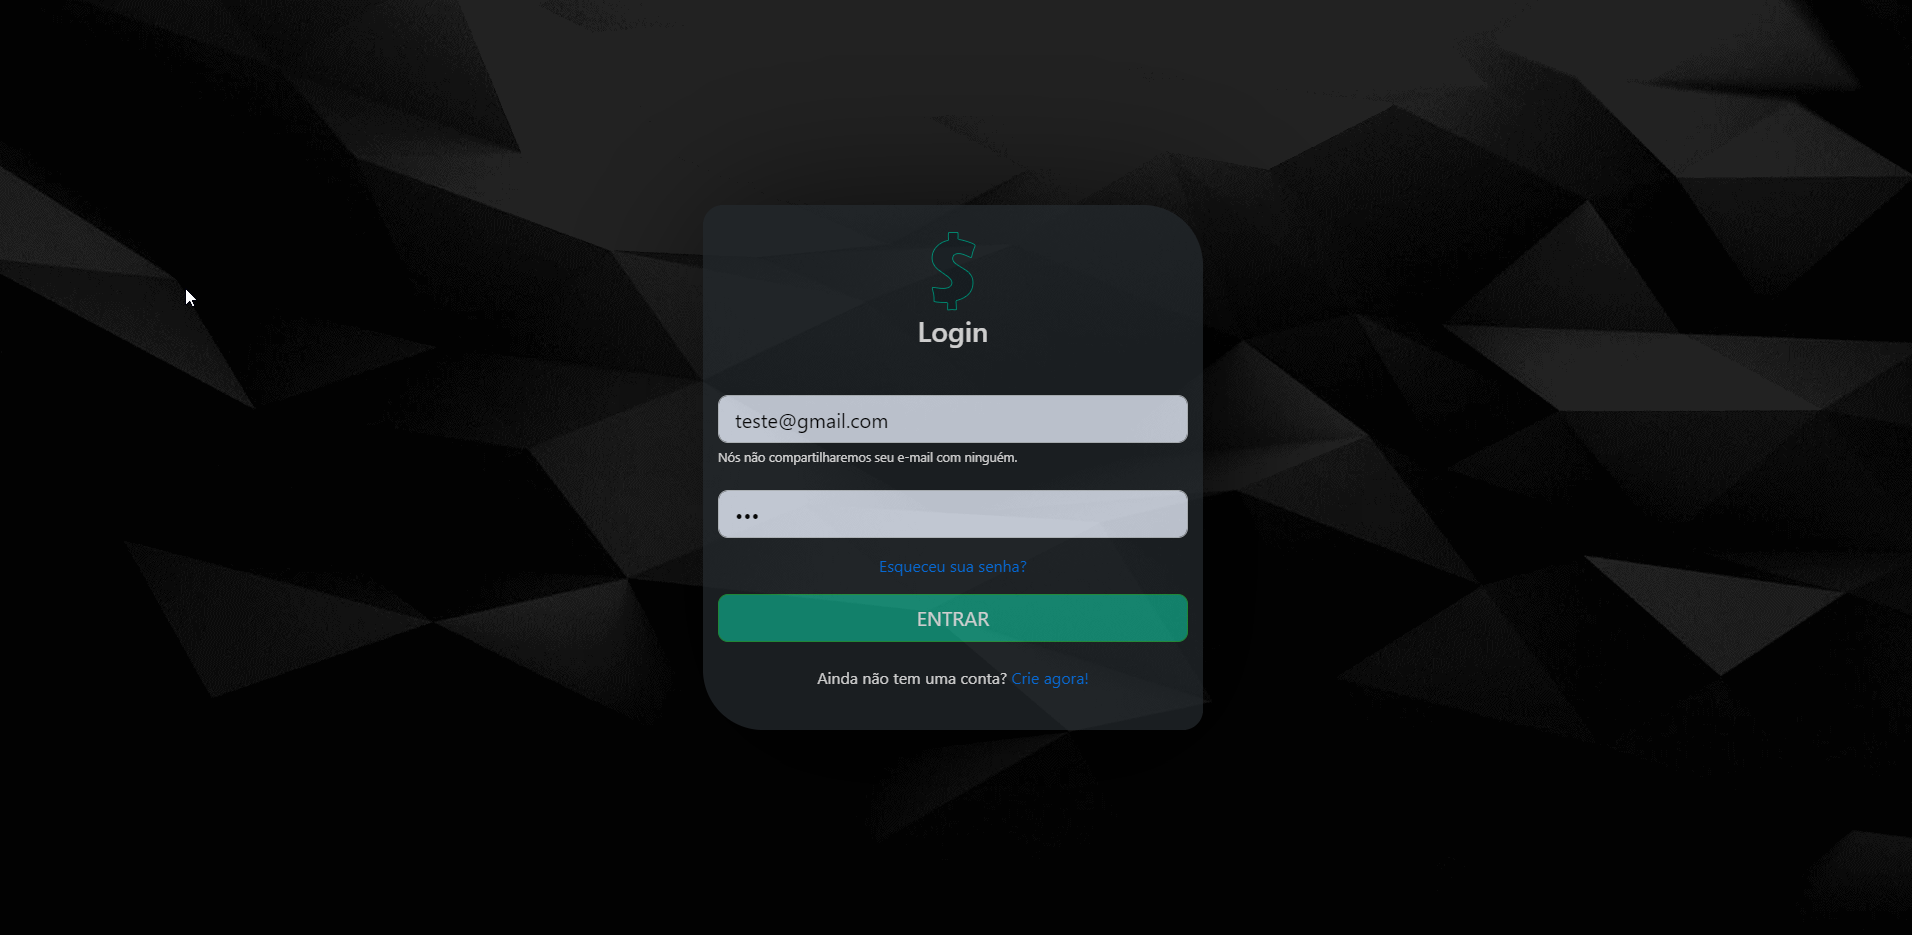 $
Login
teste@gmail.com
Nós não compartilharemos seu e-mail com ninguém.
•••
Esqueceu sua senha?
ENTRAR
Ainda não tem uma conta? Crie agora!